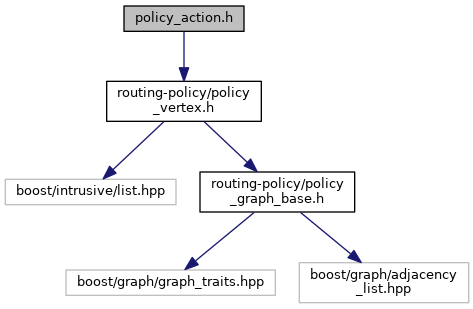 policy_action.h
routing-policy/policy
_vertex.h
boost/intrusive/list.hpp
routing-policy/policy
_graph_base.h
boost/graph/graph_traits.hpp
boost/graph/adjacency
_list.hpp